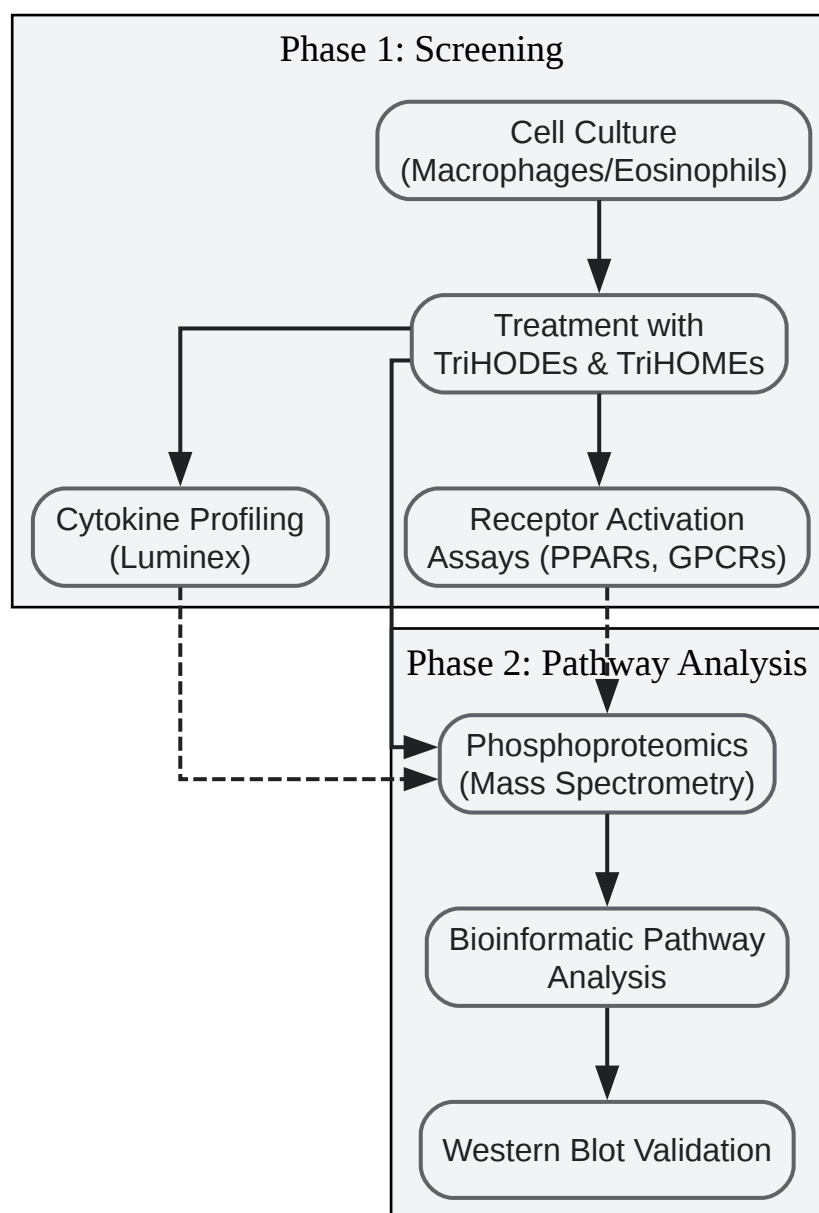 Phase 1: Screening
Cell Culture
(Macrophages/Eosinophils)
Treatment with
TriHODEs & TriHOMEs
Cytokine Profiling
(Luminex)
Receptor Activation
Assays (PPARs, GPCRs)
Phase 2: Pathway Analysis
Phosphoproteomics
(Mass Spectrometry)
Bioinformatic Pathway
Analysis
Western Blot Validation